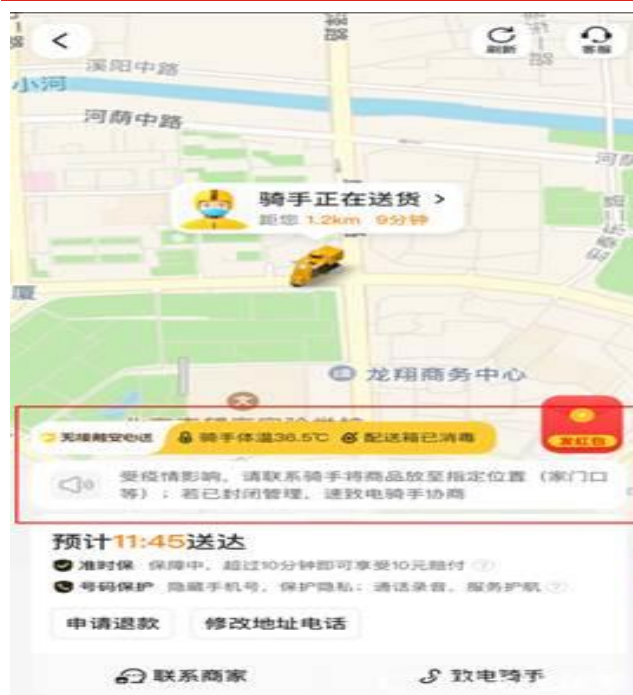 刷新
客服
溪阳中路
小河
河荫中路
骑手正在送货 >
距您 1.2km 9分钟
厦
龙翔商务中心
文
无接触安心送
骑手体温36.5℃
配送箱已消毒
发红包
受疫情影响，请联系骑手将商品放至指定位置（家门口
等）；若已封闭管理，速致电骑手协商
预计11:45送达
准时保 保障中，超过10分钟即可享受10元赔付
号码保护 隐藏手机号，保护隐私；通话录音，服务护航
申请退款
修改地址电话
联系商家
致电骑手